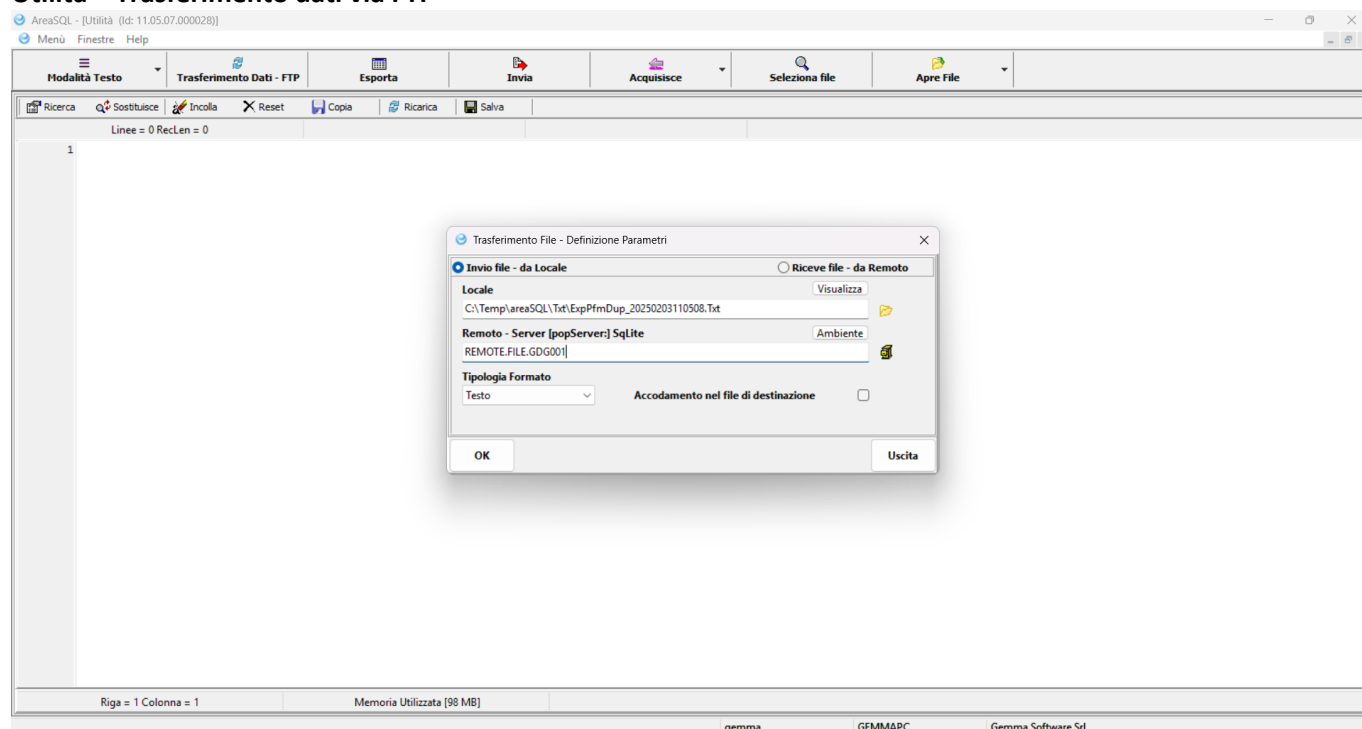 Utilità – Trasferimento dati via FTP
AreaSQL - [Utilità (Id: 11.05.07.000028)]
Menù Finestre Help
Modalità Testo Trasferimento Dati - FTP Esporta Invia Acquisisce Seleziona file Apre File
Ricerca Sostituisce Incolla Reset Copia Ricarica Salva
Linee = 0 RecLen = 0
1
Trasferimento File - Definizione Parametri
Invio file - da Locale Riceve file - da Remoto
Locale Visualizza
C:\Temp\areaSQL\Txt\ExpPfmDup_20250203110508.Txt
Remoto - Server [popServer:] SqLite Ambiente
REMOTE.FILE.GDG001
Tipologia Formato
Testo Accodamento nel file di destinazione
OK Uscita
Riga = 1 Colonna = 1 Memoria Utilizzata [98 MB]
gemma GEMMAPC Gemma Software Srl